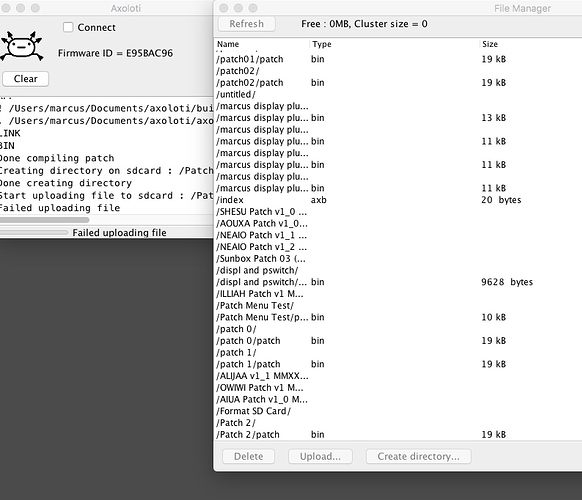 Axoloti
Connect
Firmware ID = E95BAC96
Clear
! /Users/marcus/Documents/axoloti/bui
. /Users/marcus/Documents/axoloti/axo
LINK
BIN
Done compiling patch
Creating directory on sdcard : /Patch
Done creating directory
Start uploading file to sdcard : /Pat
Failed uploading file
Failed uploading file
File Manager
Refresh Free : 0MB, Cluster size = 0
Name Type Size
/patch01/patch bin 19 kB
/patch02/
/patch02/patch bin 19 kB
/untitled/
/marcus display plu...
/marcus display plu... bin 13 kB
/marcus display plu...
/marcus display plu... bin 11 kB
/marcus display plu...
/marcus display plu... bin 11 kB
/marcus display plu...
/marcus display plu... bin 11 kB
/index axb 20 bytes
/SHESU Patch v1_0 ...
/AOUXA Patch v1_0...
/NEAIO Patch v1_1 ...
/NEAIO Patch v1_2 ...
/Sunbox Patch 03 (...
/displ and pswitch/
/displ and pswitch/... bin 9628 bytes
/ILLIAH Patch v1 M...
/Patch Menu Test/
/Patch Menu Test/p... bin 10 kB
/patch 0/
/patch 0/patch bin 19 kB
/patch 1/
/patch 1/patch bin 19 kB
/ALIJAA v1_1 MMXX...
/OWIWI Patch v1 M...
/AIUA Patch v1_0 M...
/Format SD Card/
/Patch 2/
/Patch 2/patch bin 19 kB
Delete Upload... Create directory...